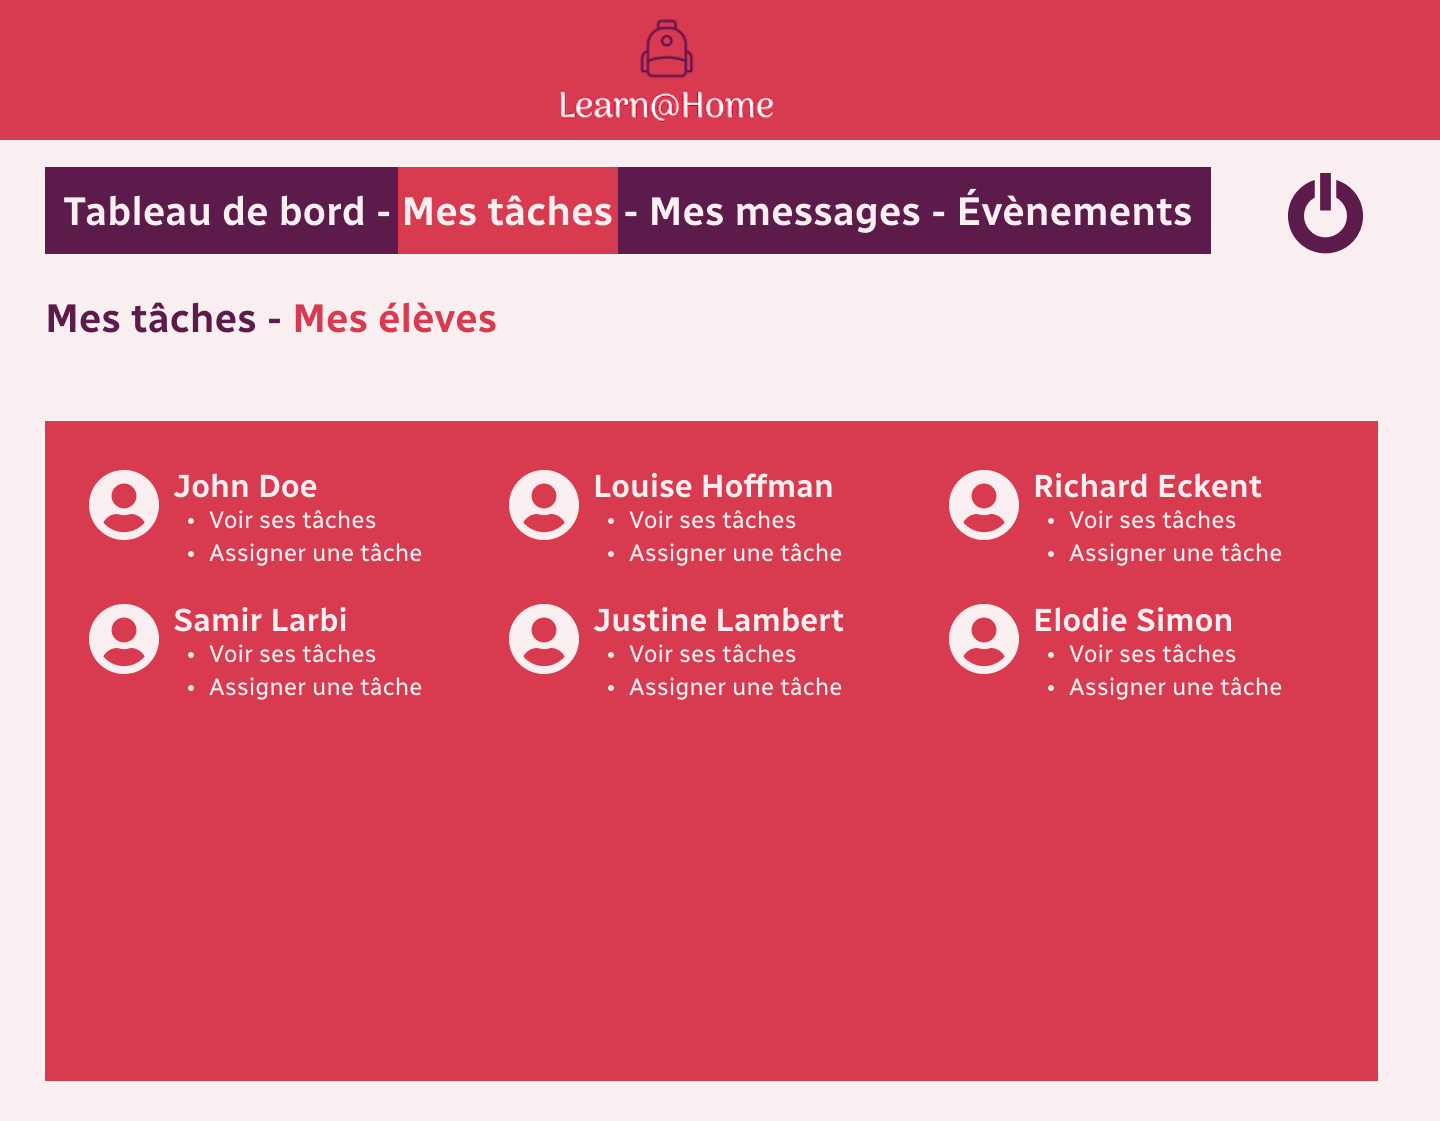 Learn@Home
Tableau de bord - Mes tâches - Mes messages - Évènements
Mes tâches - Mes élèves
John Doe
• Voir ses tâches
• Assigner une tâche
Louise Hoffman
• Voir ses tâches
• Assigner une tâche
Richard Eckent
• Voir ses tâches
• Assigner une tâche
Samir Larbi
• Voir ses tâches
• Assigner une tâche
Justine Lambert
• Voir ses tâches
• Assigner une tâche
Elodie Simon
• Voir ses tâches
• Assigner une tâche